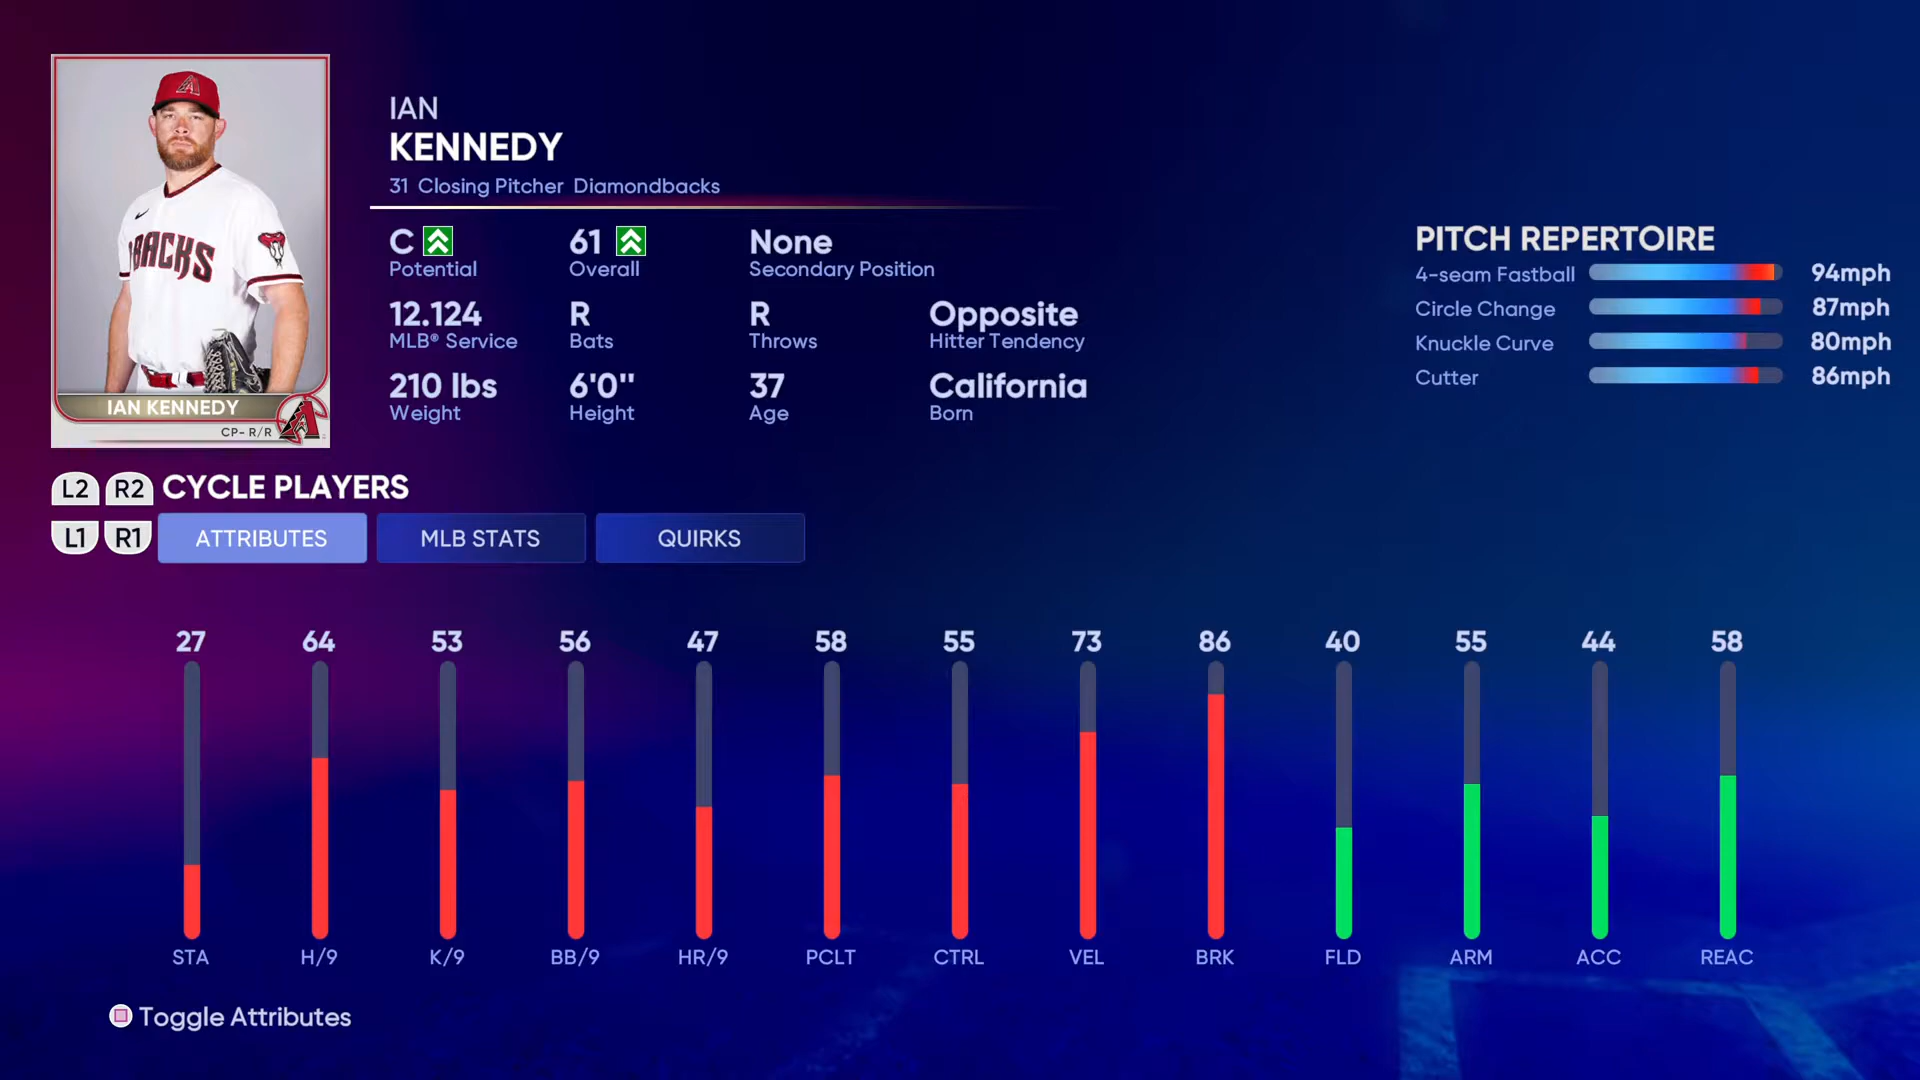 IAN
KENNEDY
31 Closing Pitcher Diamondbacks
C
Potential
61
Overall
None
Secondary Position
12.124
MLB® Service
R
Bats
R
Throws
Opposite
Hitter Tendency
210 lbs
Weight
6'0''
Height
37
Age
California
Born
BACKS
IAN KENNEDY
CP- R/R
PITCH REPERTOIRE
4-seam Fastball 94mph
Circle Change 87mph
Knuckle Curve 80mph
Cutter 86mph
L2 R2 CYCLE PLAYERS
L1 R1 ATTRIBUTES MLB STATS QUIRKS
27 64 53 56 47 58 55 73 86 40 55 44 58
STA H/9 K/9 BB/9 HR/9 PCLT CTRL VEL BRK FLD ARM ACC REAC
Toggle Attributes